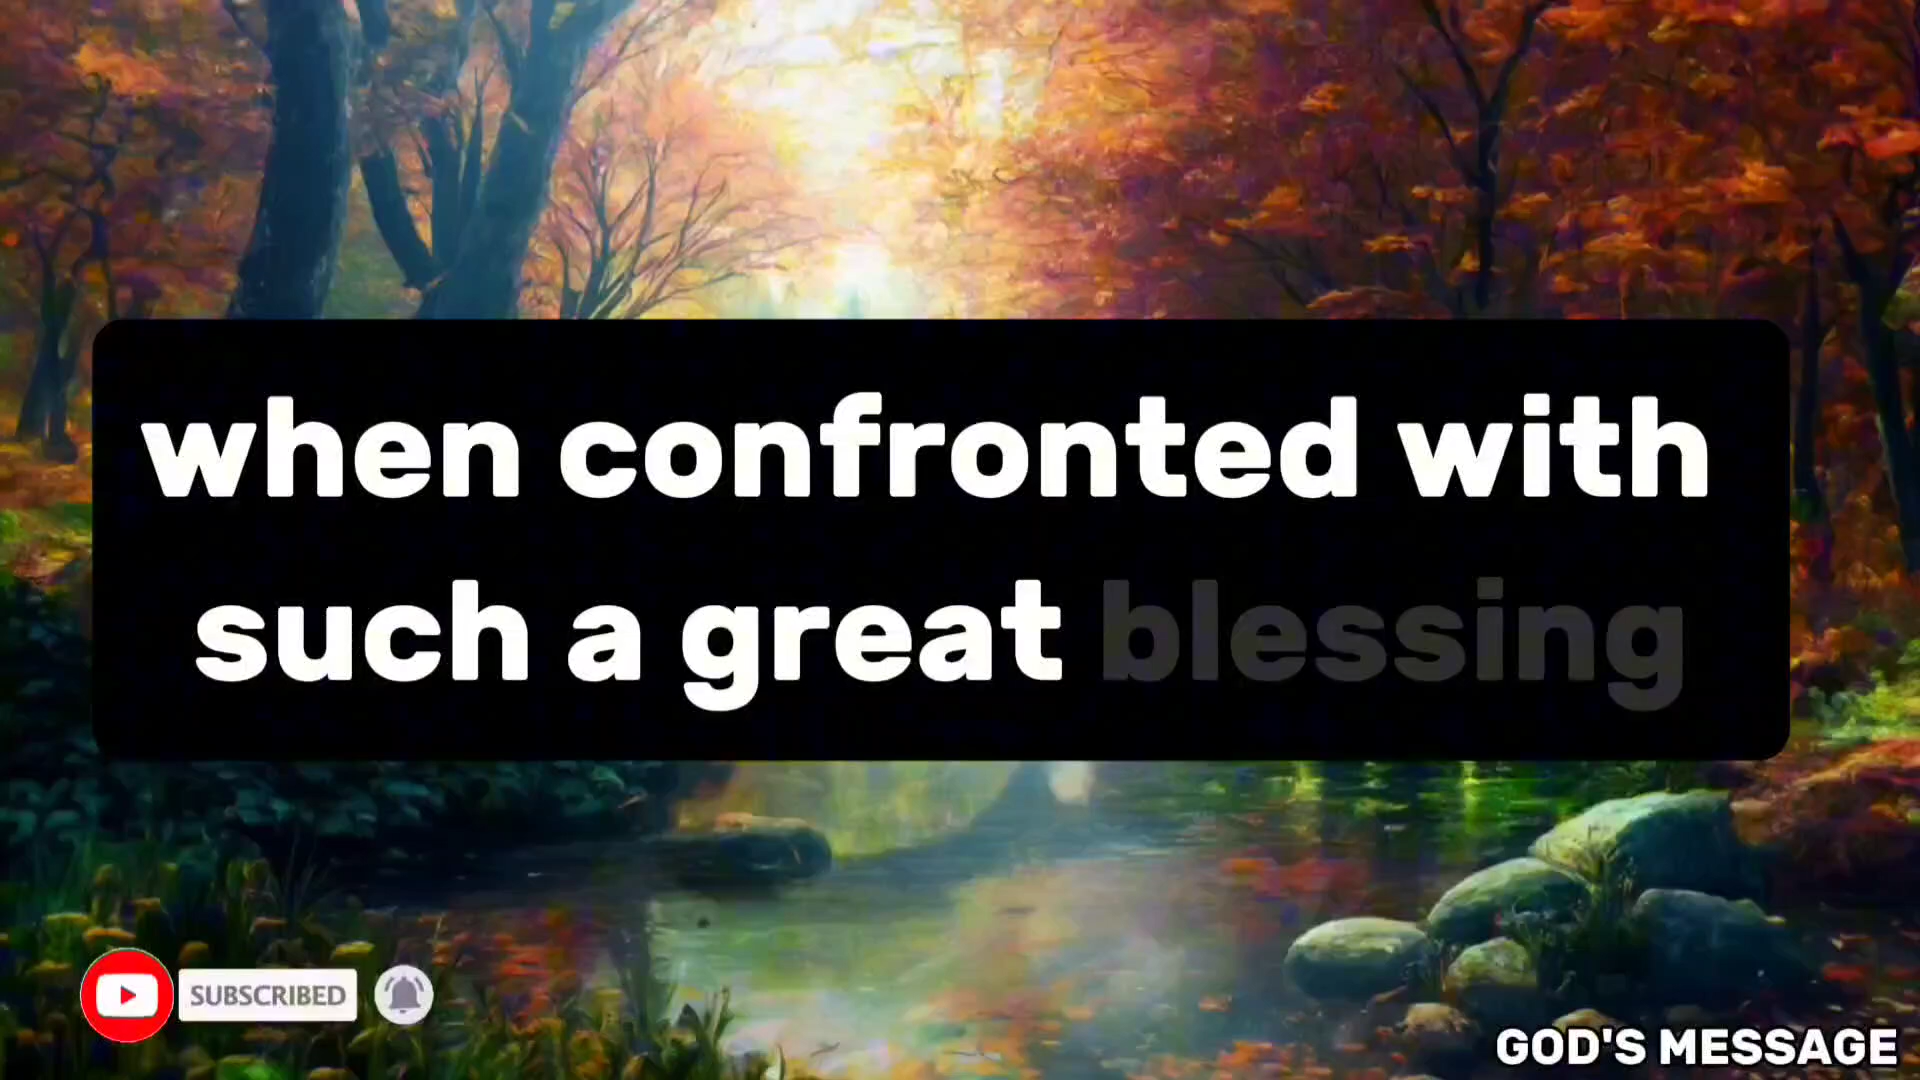 when confronted with
such a great blessing
SUBSCRIBED
GOD'S MESSAGE